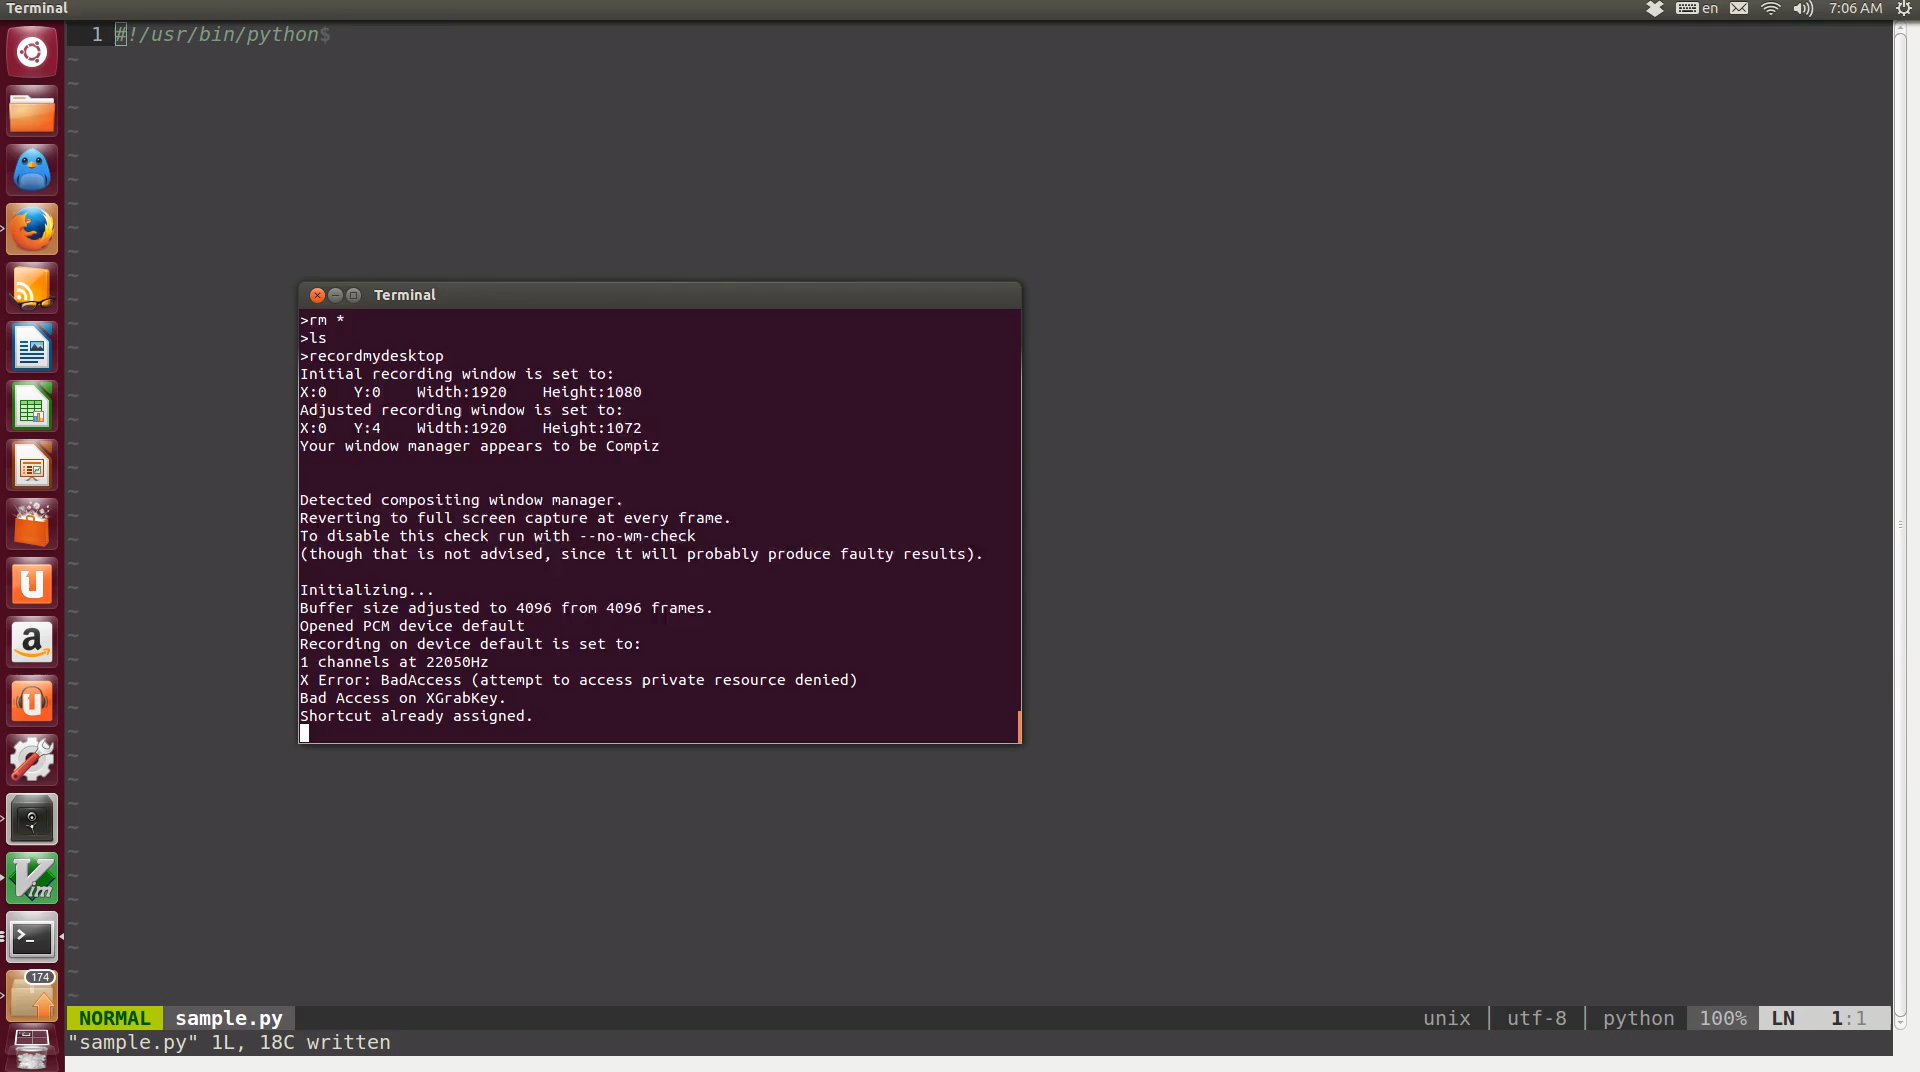 Terminal
en
7:06 AM
1 #!/usr/bin/python$
Terminal
>rm *
>ls
>recordmydesktop
Initial recording window is set to:
X:0   Y:0    Width:1920    Height:1080
Adjusted recording window is set to:
X:0   Y:4    Width:1920    Height:1072
Your window manager appears to be Compiz
Detected compositing window manager.
Reverting to full screen capture at every frame.
To disable this check run with --no-wm-check
(though that is not advised, since it will probably produce faulty results).
Initializing...
Buffer size adjusted to 4096 from 4096 frames.
Opened PCM device default
Recording on device default is set to:
1 channels at 22050Hz
X Error: BadAccess (attempt to access private resource denied)
Bad Access on XGrabKey.
Shortcut already assigned.
a
Vim
>_
174
NORMAL sample.py unix | utf-8 | python 100% LN 1:1
"sample.py" 1L, 18C written